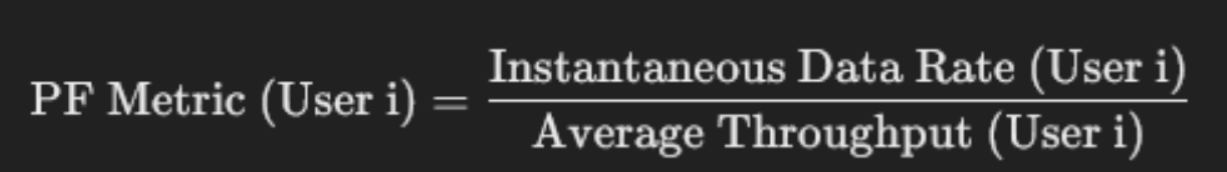 PF Metric (User i) = Instantaneous Data Rate (User i)
Average Throughput (User i)